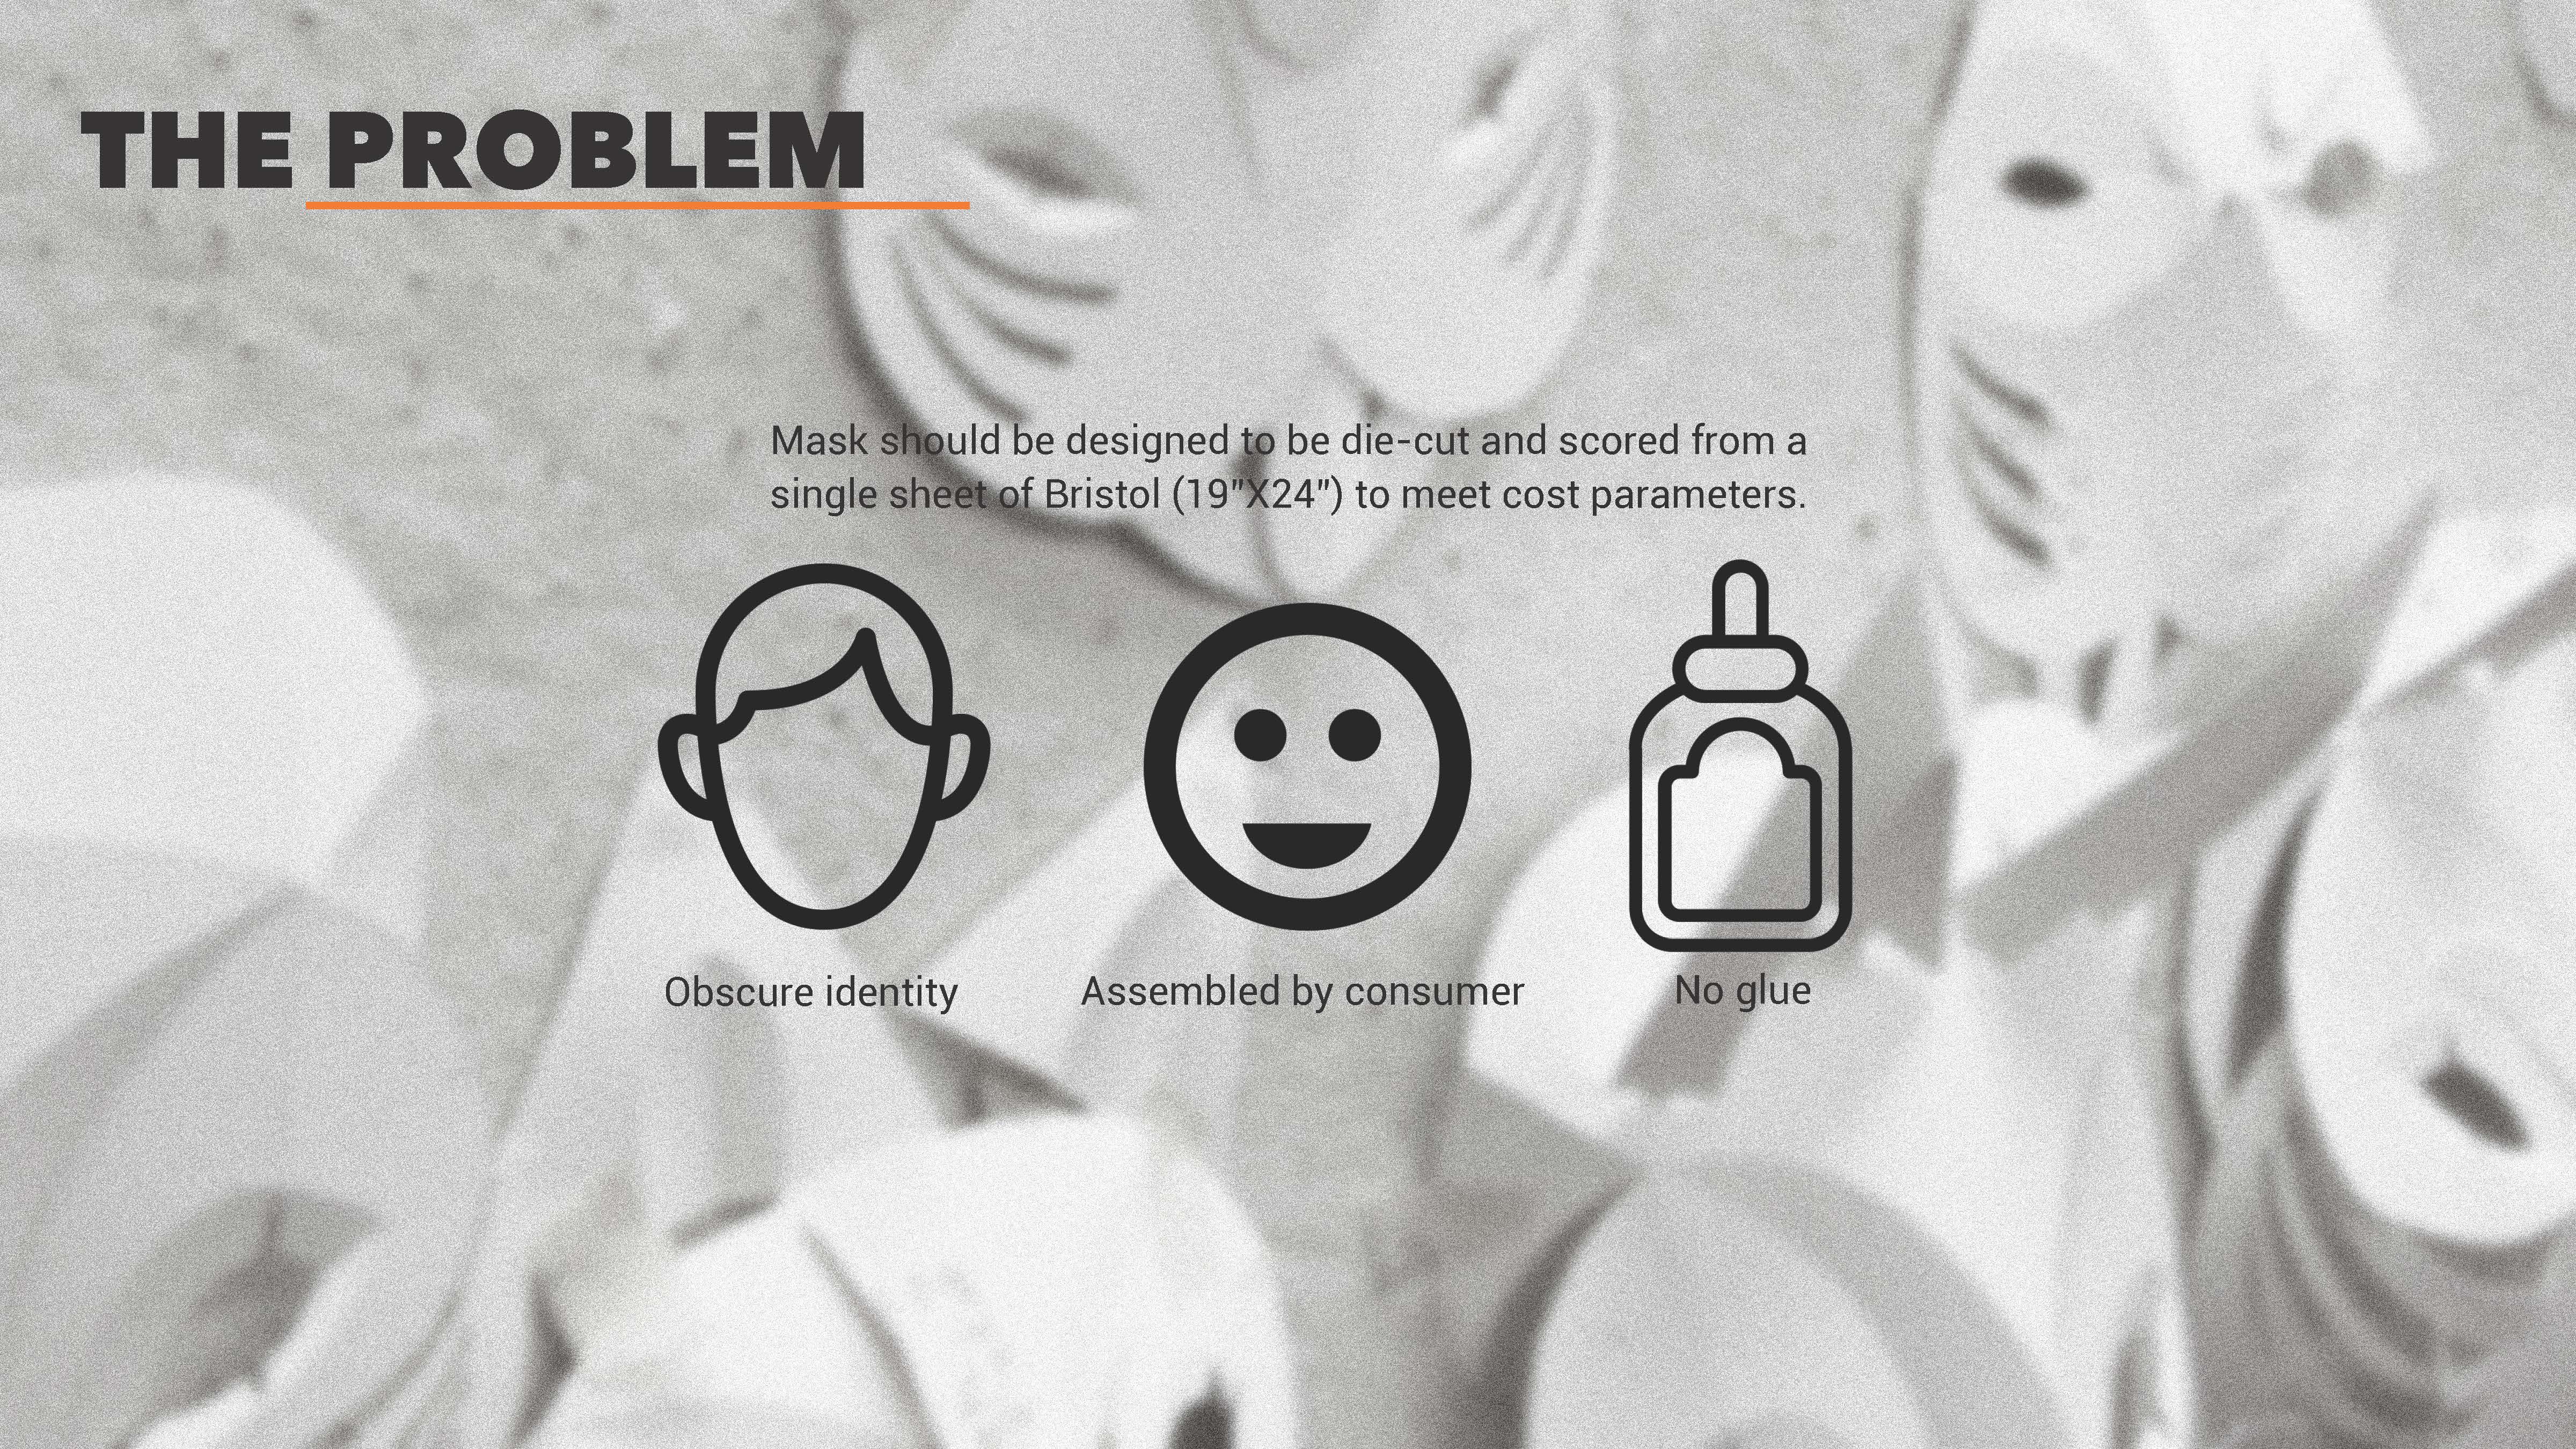 THE PROBLEM
Mask should be designed to be die-cut and scored from a
single sheet of Bristol (19"X24") to meet cost parameters.
Obscure identity
Assembled by consumer
No glue